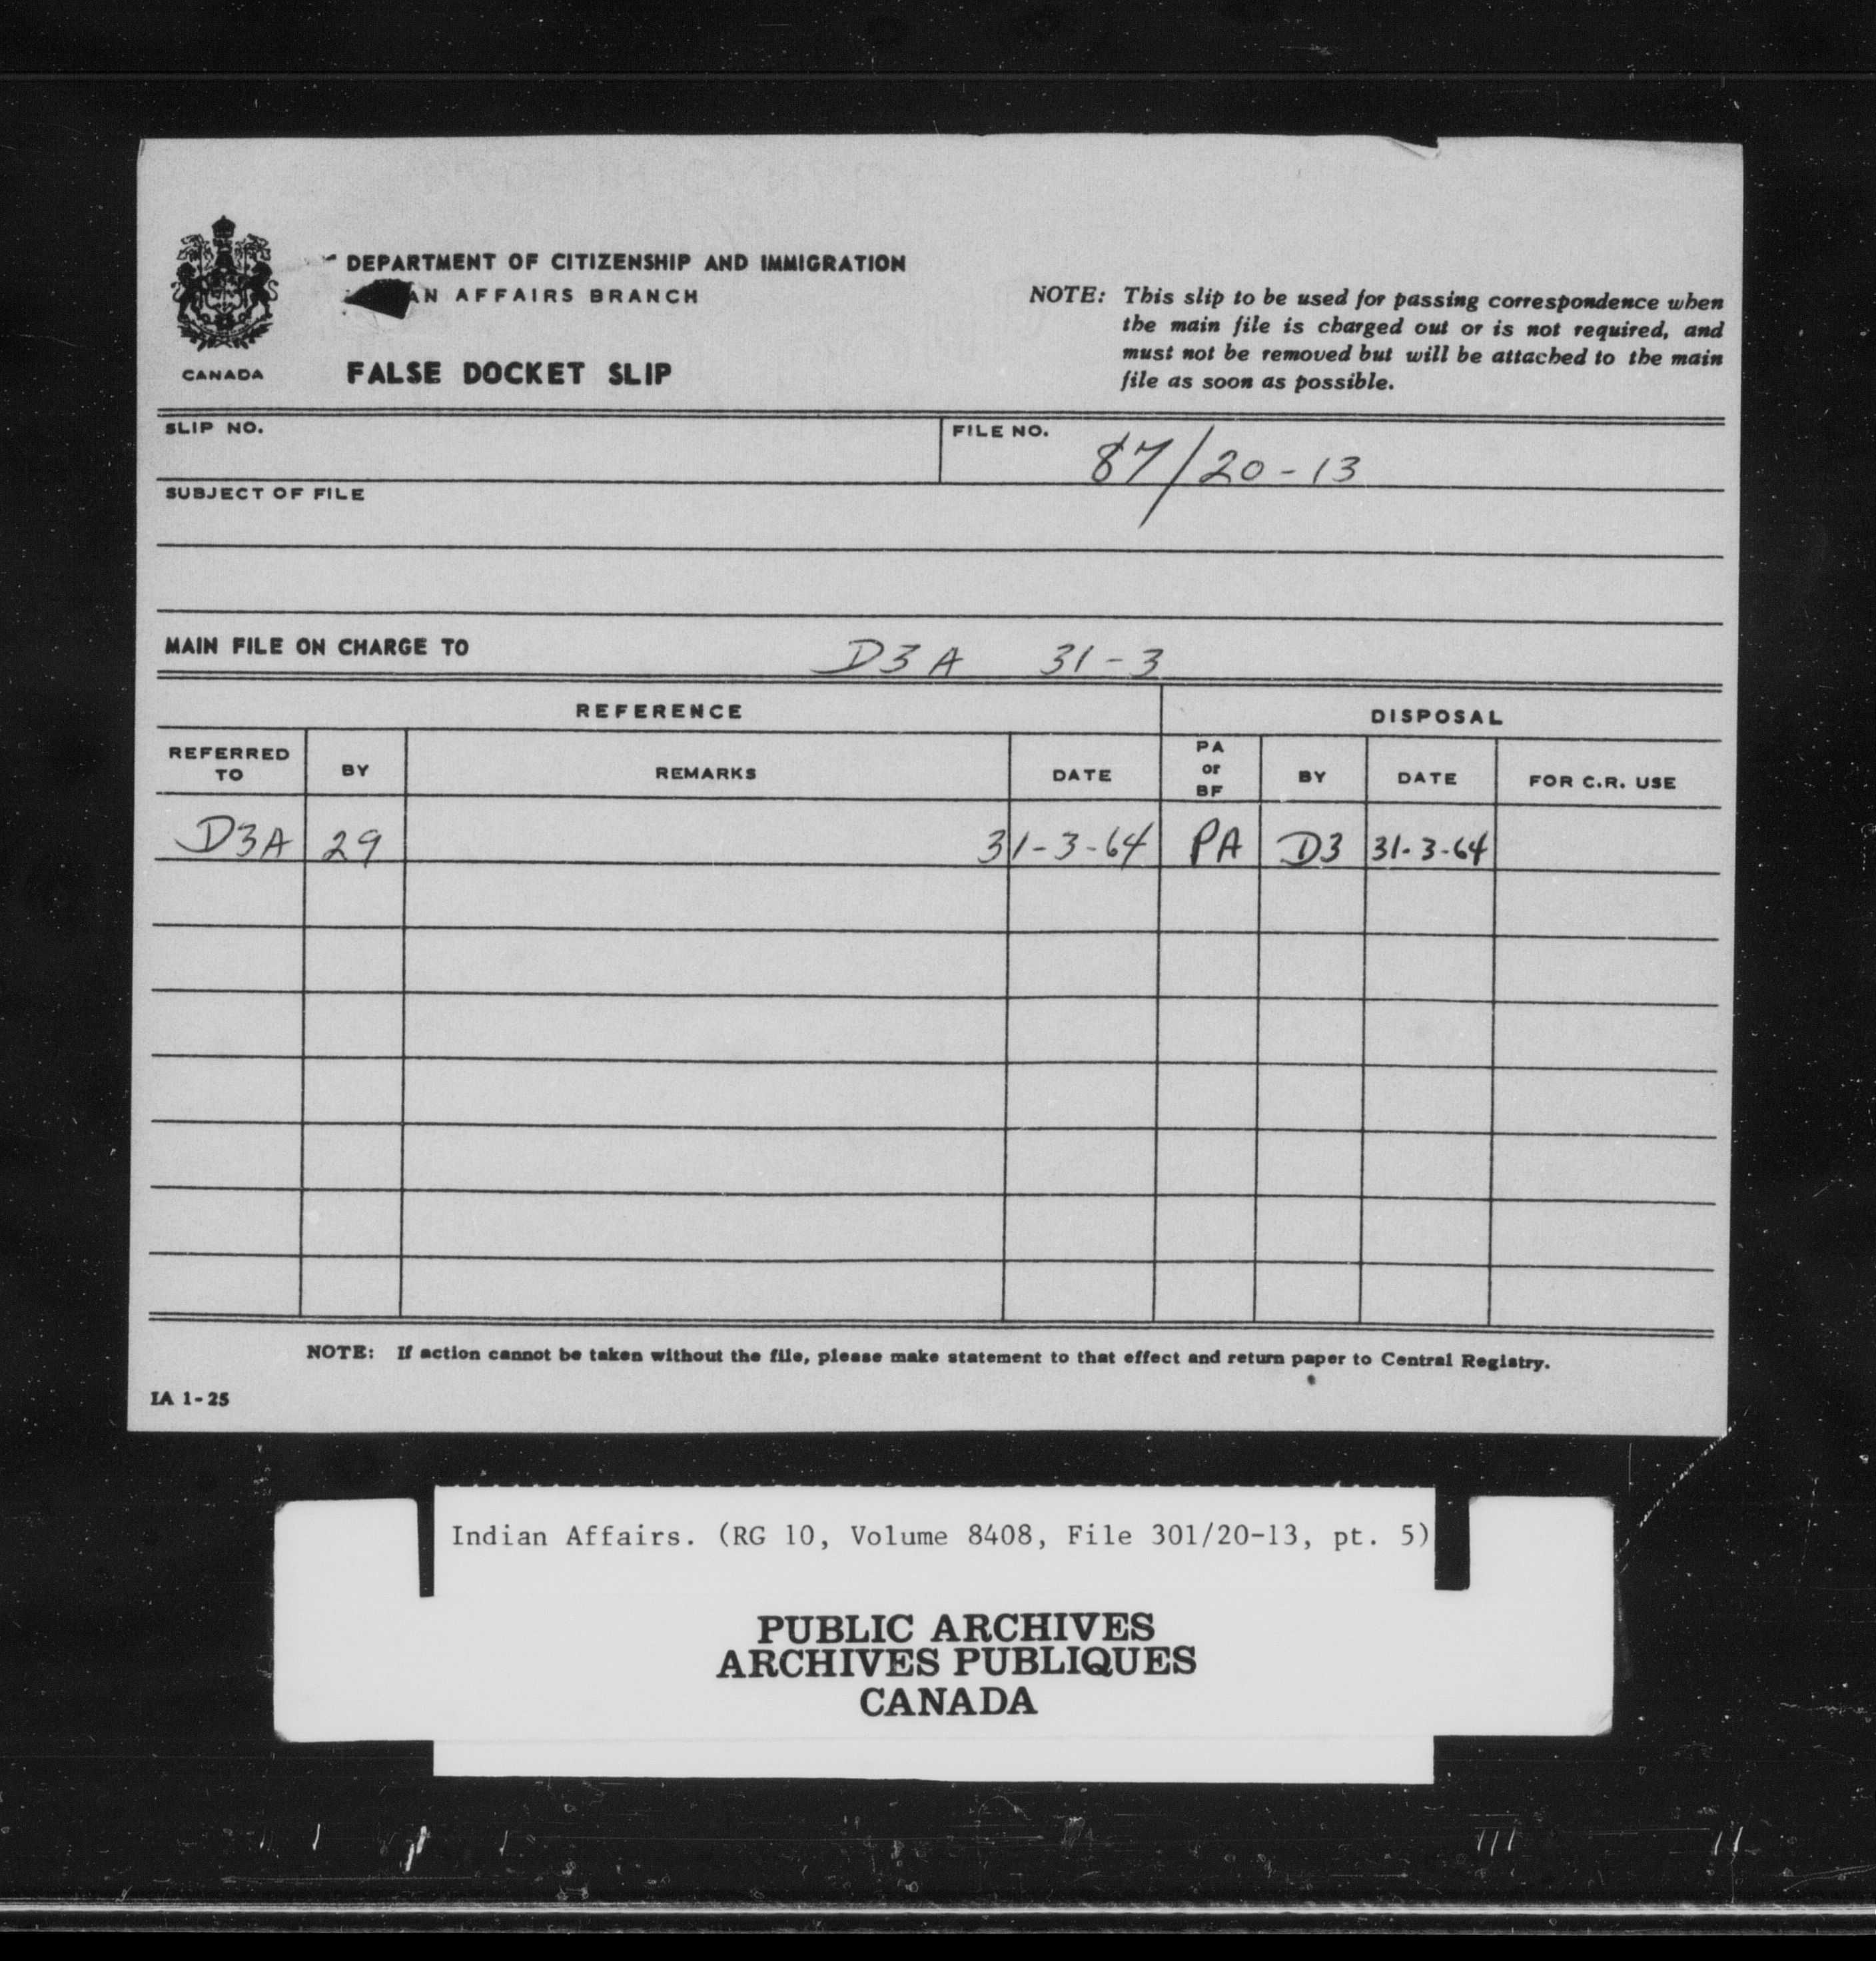 DEPARTMENT OF CITIZENSHIP AND IMMIGRATION
AN AFFAIRS BRANCH
FALSE DOCKET SLIP
CANADA
NOTE: This slip to be used for passing correspondence when
the main file is charged out or is not required, and
must not be removed but will be attached to the main
file as soon as possible.
SLIP NO.
FILE NO. 87/20-13
SUBJECT OF FILE
MAIN FILE ON CHARGE TO D3A 31-3
REFERENCE DISPOSAL
REFERRED TO BY REMARKS DATE PA or BF BY DATE FOR C.R. USE
D3A 29 31-3-64 PA D3 31-3-64
NOTE: If action cannot be taken without the file, please make statement to that effect and return paper to Central Registry.
IA 1-25
Indian Affairs. (RG 10, Volume 8408, File 301/20-13, pt. 5)
PUBLIC ARCHIVES
ARCHIVES PUBLIQUES
CANADA